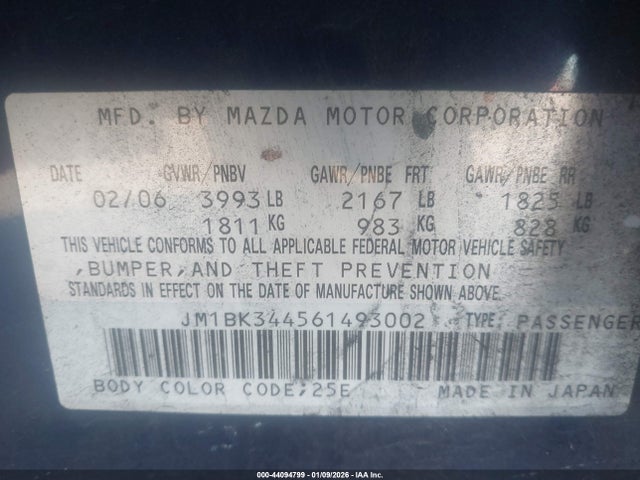 MFD. BY MAZDA MOTOR CORPORATION
DATE GVWR/PNBV GAWR/PNBE FRT GAWR/PNBE RR
02/06 3993 LB 2167 LB 1825 LB
1811 KG 983 KG 828 KG
THIS VEHICLE CONFORMS TO ALL APPLICABLE FEDERAL MOTOR VEHICLE SAFETY
,BUMPER,AND THEFT PREVENTION
STANDARDS IN EFFECT ON THE DATE OF MANUFACTURE SHOWN ABOVE.
JM1BK344561493002 TYPE: PASSENGER
BODY COLOR CODE;25E MADE IN JAPAN
000-44094799 - 01/09/2026 - IAA Inc.